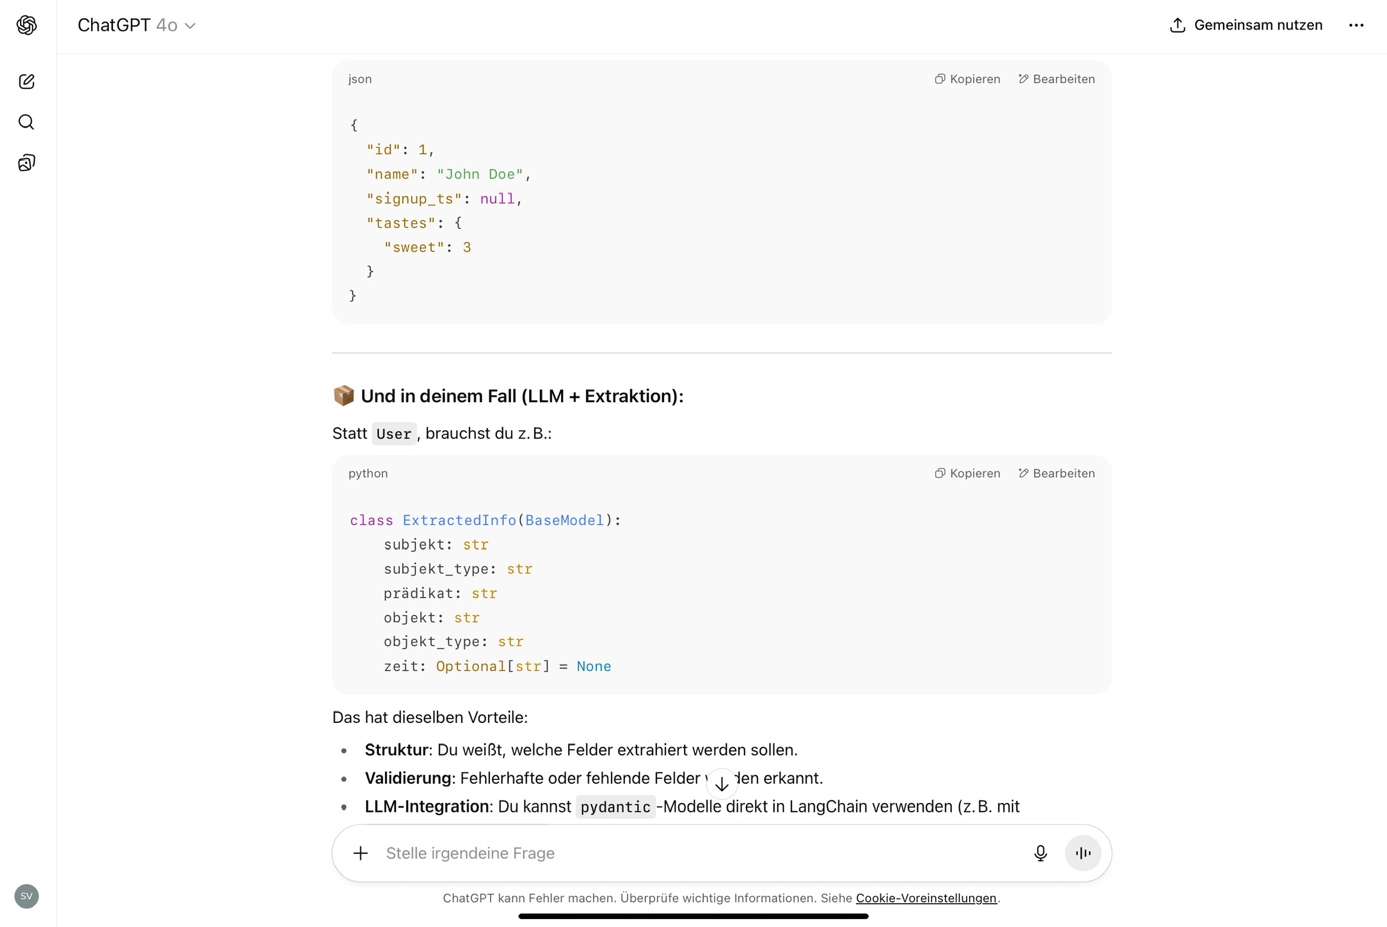 ChatGPT 4o
Gemeinsam nutzen
json
Kopieren
Bearbeiten
{
  "id": 1,
  "name": "John Doe",
  "signup_ts": null,
  "tastes": {
    "sweet": 3
  }
}
📦 Und in deinem Fall (LLM + Extraktion):
Statt User, brauchst du z. B.:
python
Kopieren
Bearbeiten
class ExtractedInfo(BaseModel):
    subjekt: str
    subjekt_type: str
    prädikat: str
    objekt: str
    objekt_type: str
    zeit: Optional[str] = None
Das hat dieselben Vorteile:
• Struktur: Du weißt, welche Felder extrahiert werden sollen.
• Validierung: Fehlerhafte oder fehlende Felder werden erkannt.
• LLM-Integration: Du kannst pydantic-Modelle direkt in LangChain verwenden (z. B. mit
Stelle irgendeine Frage
SV
ChatGPT kann Fehler machen. Überprüfe wichtige Informationen. Siehe Cookie-Voreinstellungen.